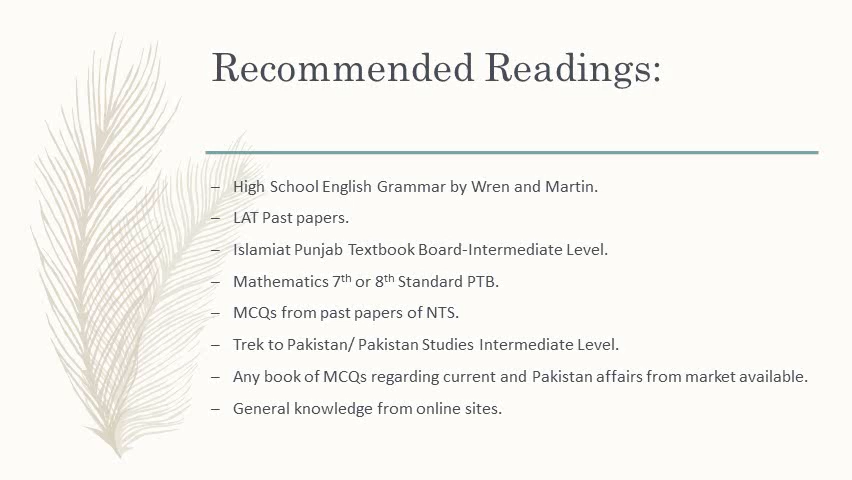 Recommended Readings:
– High School English Grammar by Wren and Martin.
– LAT Past papers.
– Islamiat Punjab Textbook Board-Intermediate Level.
– Mathematics 7th or 8th Standard PTB.
– MCQs from past papers of NTS.
– Trek to Pakistan/ Pakistan Studies Intermediate Level.
– Any book of MCQs regarding current and Pakistan affairs from market available.
– General knowledge from online sites.